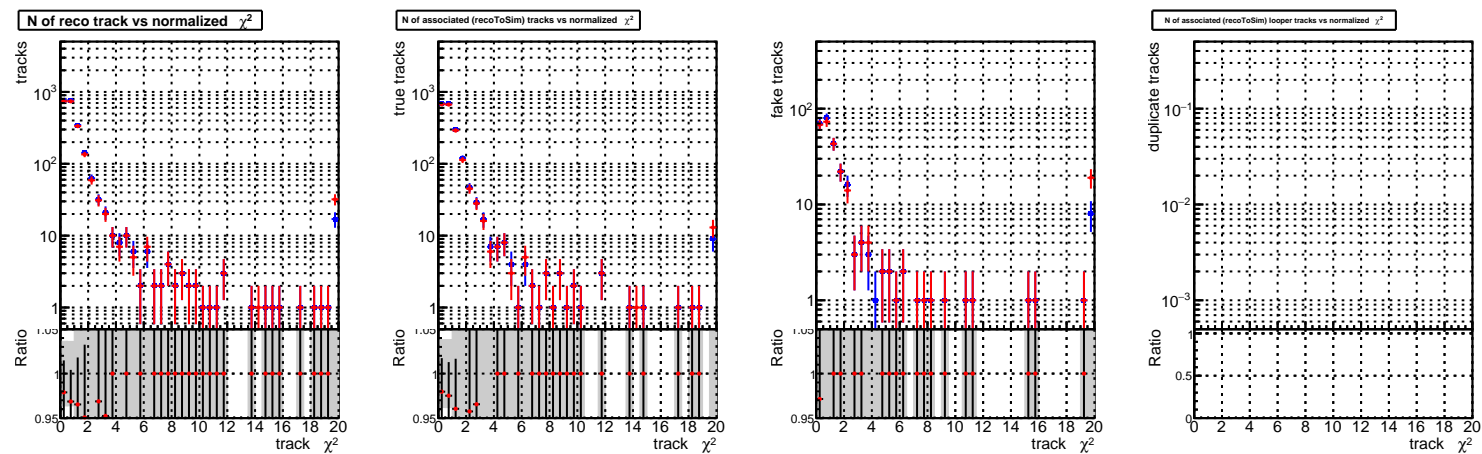 N of reco track vs normalized χ²
tracks
10³
10²
10
1
Ratio
1.05
1
0.95
0 2 4 6 8 10 12 14 16 18 20
track χ²
N of associated (recoToSim) tracks vs normalized χ²
true tracks
10³
10²
10
1
Ratio
1.05
1
0.95
0 2 4 6 8 10 12 14 16 18 20
track χ²
fake tracks
10²
10
1
Ratio
1.05
1
0.95
0 2 4 6 8 10 12 14 16 18 20
track χ²
N of associated (recoToSim) looper tracks vs normalized χ²
duplicate tracks
10⁻¹
10⁻²
10⁻³
Ratio
1
0.5
0
0 2 4 6 8 10 12 14 16 18 20
track χ²